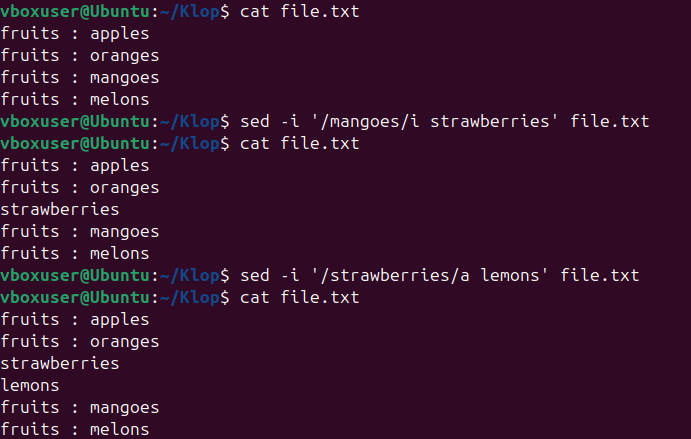 vboxuser@Ubuntu:~/Klop$ cat file.txt
fruits : apples
fruits : oranges
fruits : mangoes
fruits : melons
vboxuser@Ubuntu:~/Klop$ sed -i '/mangoes/i strawberries' file.txt
vboxuser@Ubuntu:~/Klop$ cat file.txt
fruits : apples
fruits : oranges
strawberries
fruits : mangoes
fruits : melons
vboxuser@Ubuntu:~/Klop$ sed -i '/strawberries/a lemons' file.txt
vboxuser@Ubuntu:~/Klop$ cat file.txt
fruits : apples
fruits : oranges
strawberries
lemons
fruits : mangoes
fruits : melons